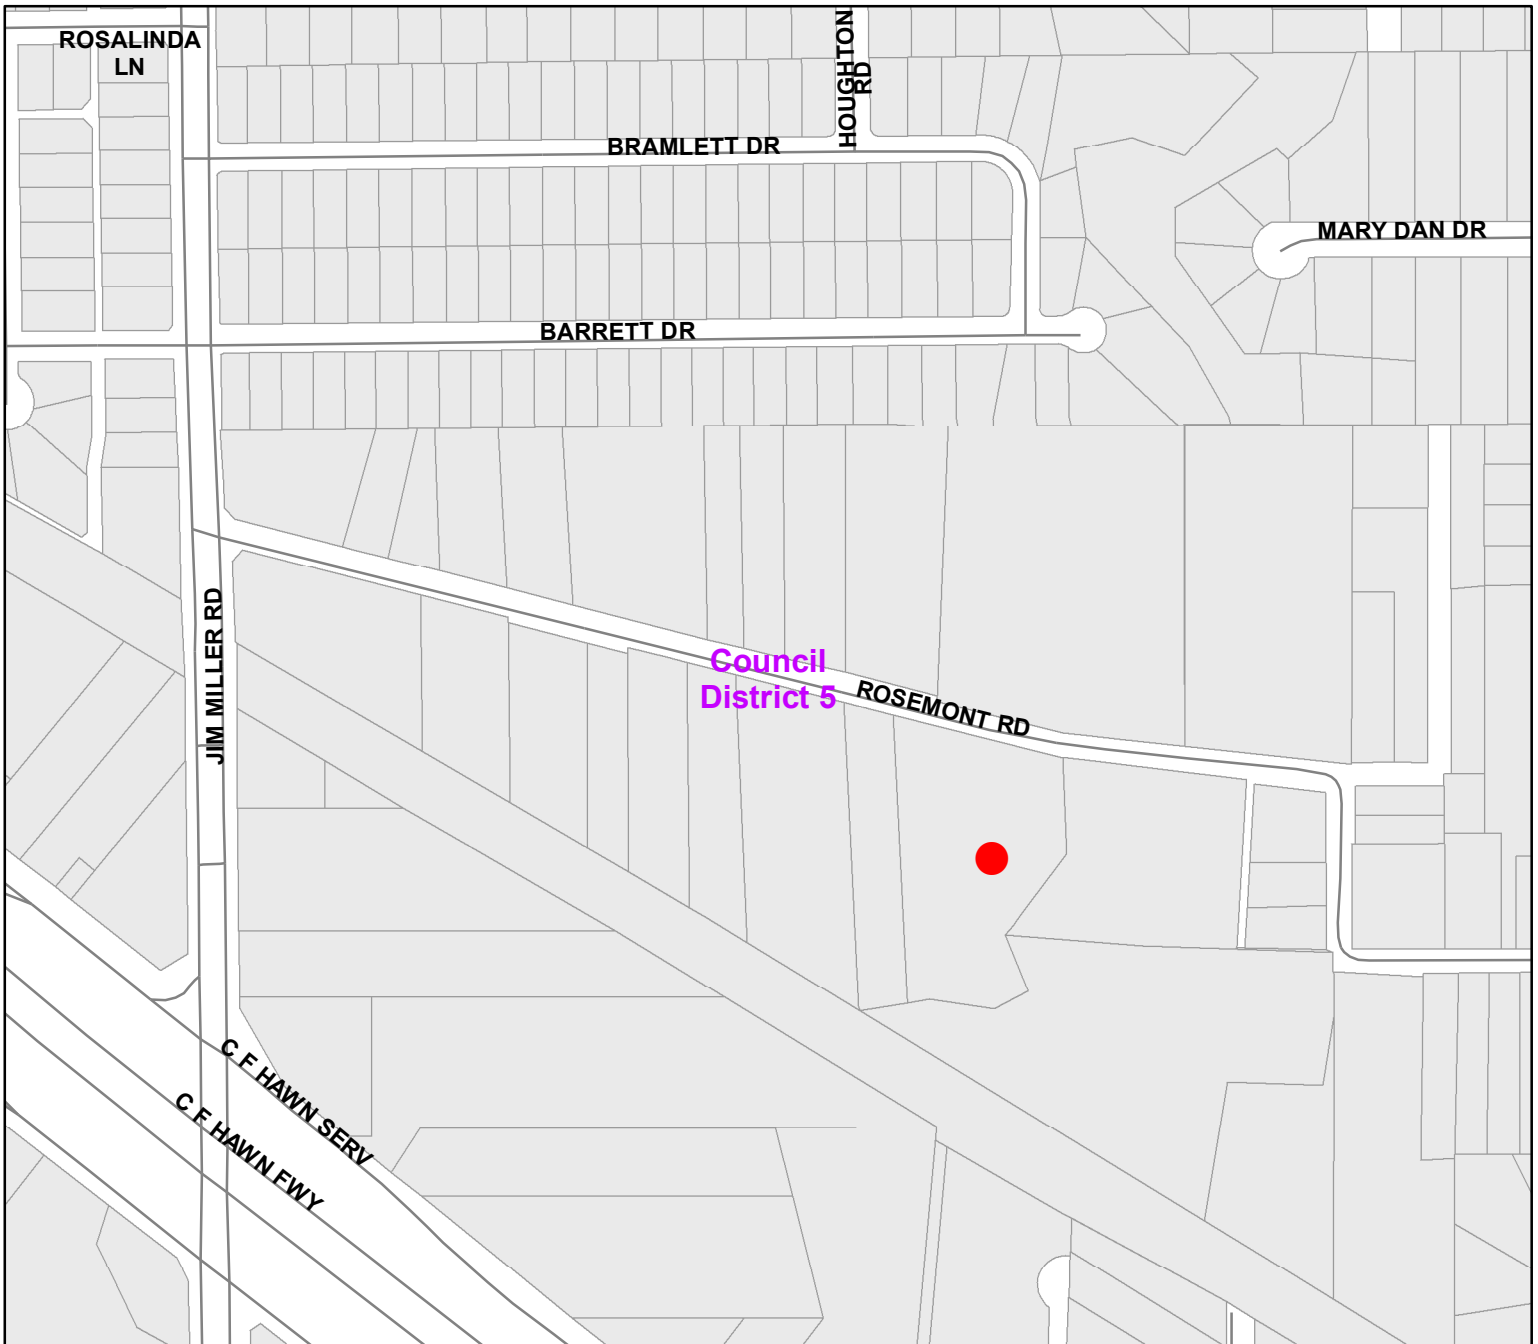 ROSALINDA
LN
HOUGHTON
RD
BRAMLETT DR
MARY DAN DR
BARRETT DR
JIM MILLER RD
Council
District 5
ROSEMONT RD
C F HAWN SERV
C F HAWN FWY